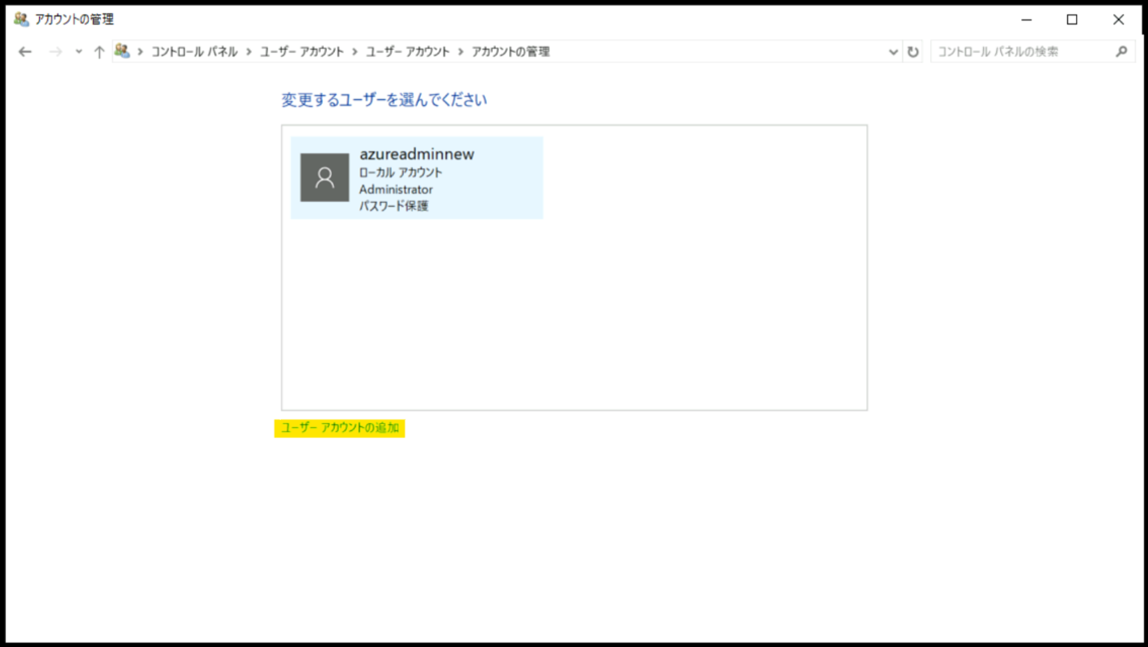 アカウントの管理
コントロール パネル > ユーザー アカウント > ユーザー アカウント > アカウントの管理
コントロール パネルの検索
変更するユーザーを選んでください
azureadminnew
ローカル アカウント
Administrator
パスワード保護
ユーザー アカウントの追加